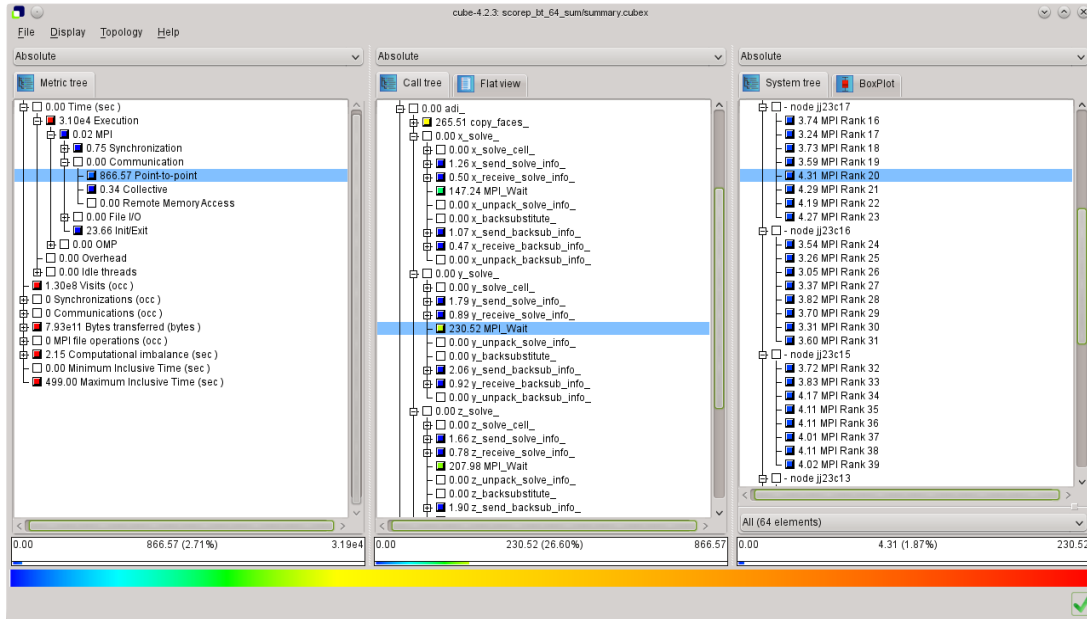 cube-4.2.3: scorep_bt_64_sum/summary.cubex
File Display Topology Help
Absolute
Metric tree
0.00 Time (sec)
3.10e4 Execution
0.02 MPI
0.75 Synchronization
0.00 Communication
866.57 Point-to-point
0.34 Collective
0.00 Remote Memory Access
0.00 File I/O
23.66 Init/Exit
0.00 OMP
0.00 Overhead
0.00 Idle threads
1.30e8 Visits (occ)
0 Synchronizations (occ)
0 Communications (occ)
7.93e11 Bytes transferred (bytes)
0 MPI file operations (occ)
2.15 Computational imbalance (sec)
0.00 Minimum Inclusive Time (sec)
499.00 Maximum Inclusive Time (sec)
0.00 866.57 (2.71%) 3.19e4
Absolute
Call tree Flat view
0.00 adi_
265.51 copy_faces_
0.00 x_solve_
0.00 x_solve_cell_
1.26 x_send_solve_info_
0.50 x_receive_solve_info_
147.24 MPI_Wait
0.00 x_unpack_solve_info_
0.00 x_backsubstitute_
1.07 x_send_backsub_info_
0.47 x_receive_backsub_info_
0.00 x_unpack_backsub_info_
0.00 y_solve_
0.00 y_solve_cell_
1.79 y_send_solve_info_
0.89 y_receive_solve_info_
230.52 MPI_Wait
0.00 y_unpack_solve_info_
0.00 y_backsubstitute_
2.06 y_send_backsub_info_
0.92 y_receive_backsub_info_
0.00 y_unpack_backsub_info_
0.00 z_solve_
0.00 z_solve_cell_
1.66 z_send_solve_info_
0.78 z_receive_solve_info_
207.98 MPI_Wait
0.00 z_unpack_solve_info_
0.00 z_backsubstitute_
1.90 z_send_backsub_info_
0.00 230.52 (26.60%) 866.57
Absolute
System tree BoxPlot
- node jj23c17
3.74 MPI Rank 16
3.24 MPI Rank 17
3.73 MPI Rank 18
3.59 MPI Rank 19
4.31 MPI Rank 20
4.29 MPI Rank 21
4.19 MPI Rank 22
4.27 MPI Rank 23
- node jj23c16
3.54 MPI Rank 24
3.26 MPI Rank 25
3.05 MPI Rank 26
3.37 MPI Rank 27
3.82 MPI Rank 28
3.70 MPI Rank 29
3.31 MPI Rank 30
3.60 MPI Rank 31
- node jj23c15
3.72 MPI Rank 32
3.83 MPI Rank 33
4.17 MPI Rank 34
4.11 MPI Rank 35
4.11 MPI Rank 36
4.01 MPI Rank 37
4.11 MPI Rank 38
4.02 MPI Rank 39
- node jj23c13
All (64 elements)
0.00 4.31 (1.87%) 230.52